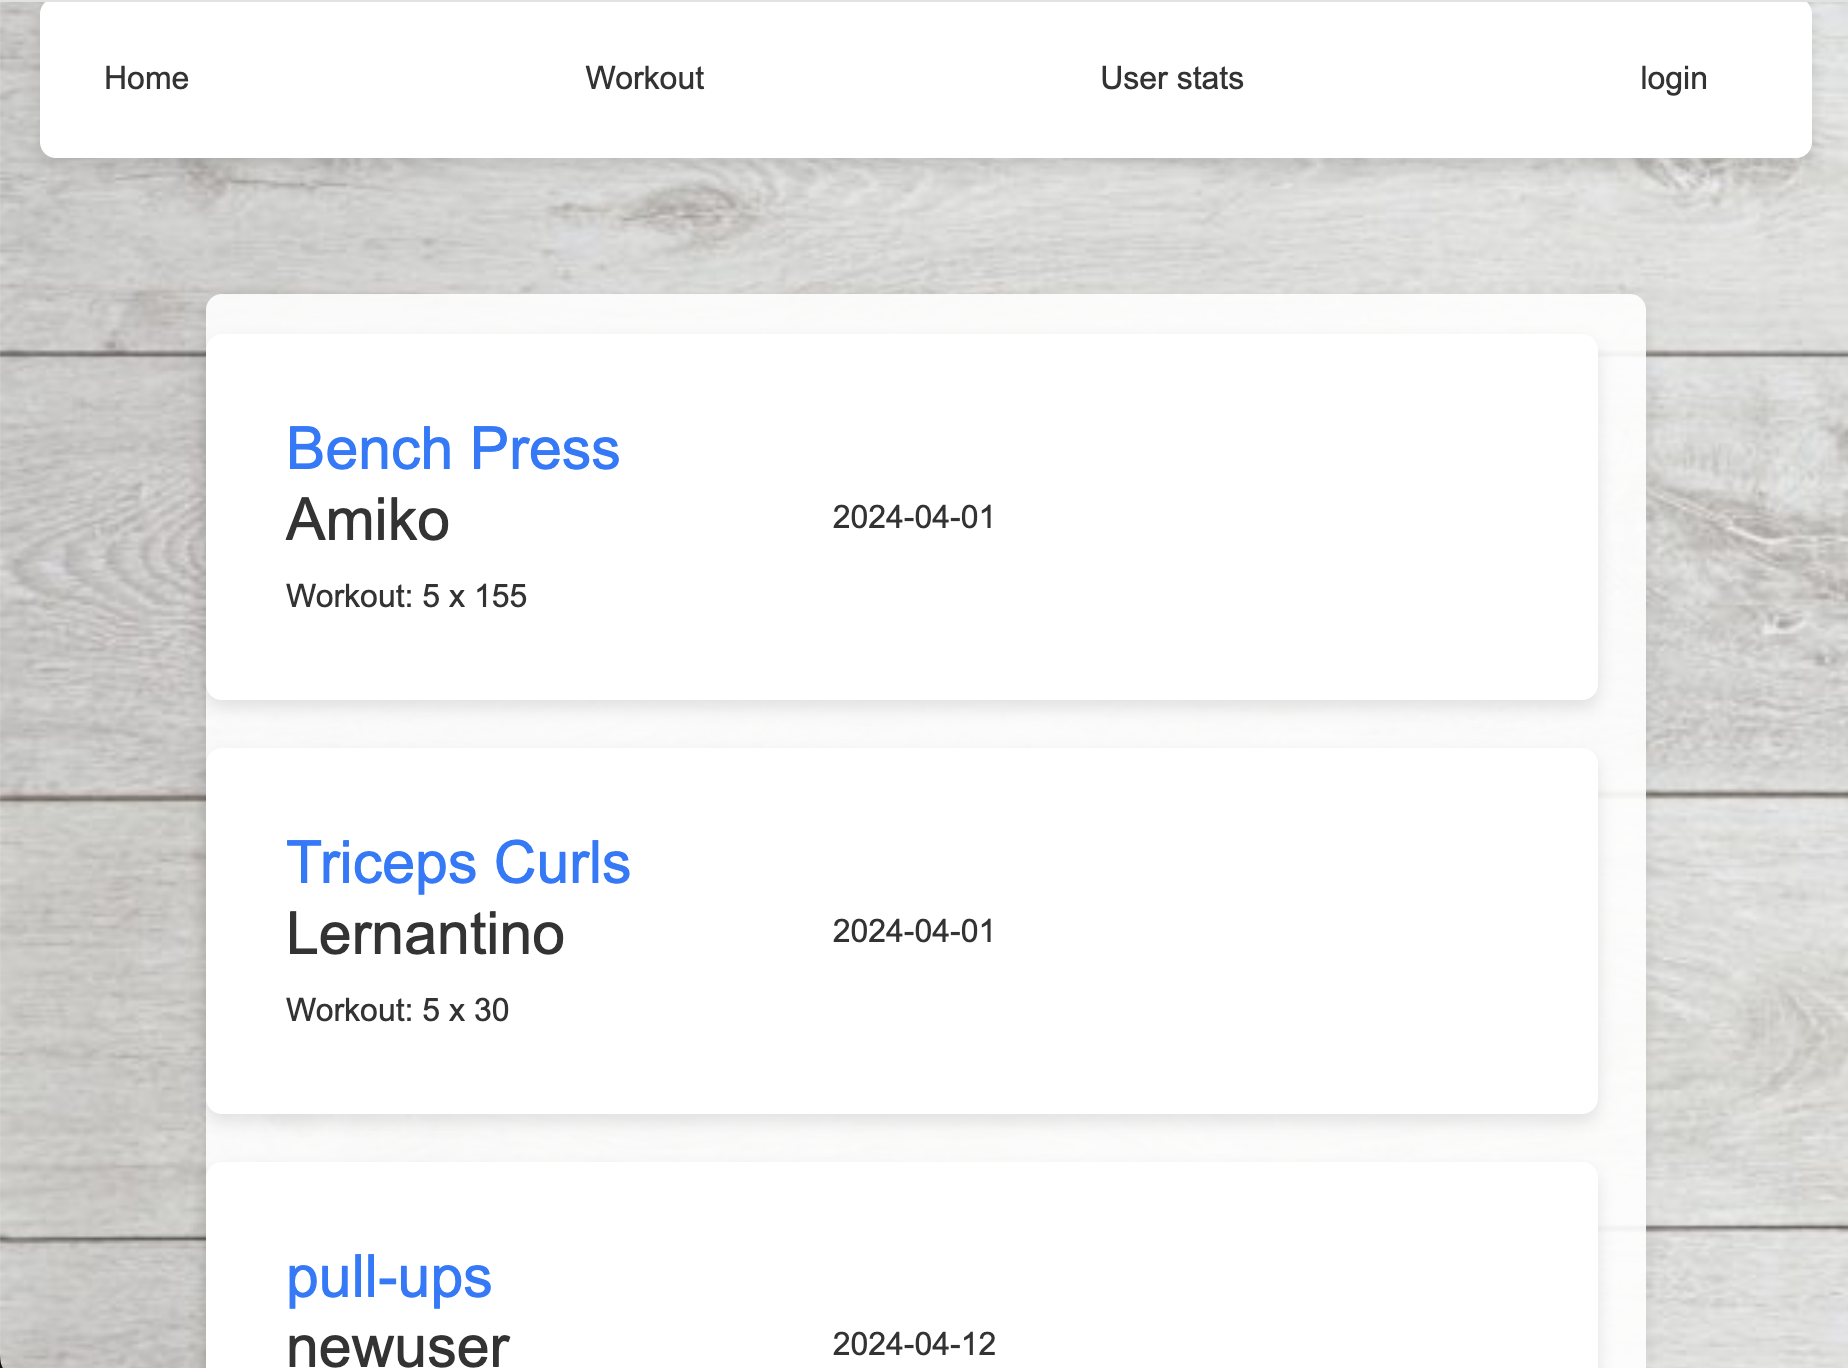 Home Workout User stats login
Bench Press
Amiko
2024-04-01
Workout: 5 x 155
Triceps Curls
Lernantino
2024-04-01
Workout: 5 x 30
pull-ups
newuser
2024-04-12